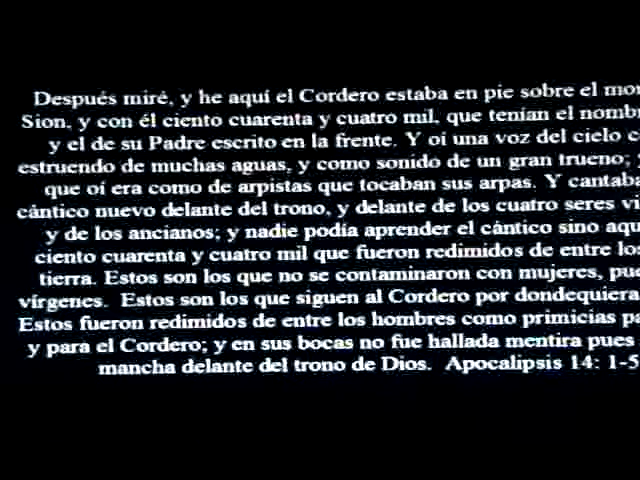 Después miré, y he aquí el Cordero estaba en pie sobre el
Sion, y con él ciento cuarenta y cuatro mil, que tenían el
y el de su Padre escrito en la frente. Y oí una voz del cielo
estruendo de muchas aguas, y como sonido de un gran trueno;
que oí era como de arpistas que tocaban sus arpas. Y
cántico nuevo delante del trono, y delante de los cuatro seres
y de los ancianos; y nadie podía aprender el cántico sino
ciento cuarenta y cuatro mil que fueron redimidos de entre
tierra. Estos son los que no se contaminaron con mujeres,
vírgenes. Estos son los que siguen al Cordero por dondequiera
Estos fueron redimidos de entre los hombres como primicias
y para el Cordero; y en sus bocas no fue hallada mentira pues
mancha delante del trono de Dios. Apocalipsis 14: 1-5